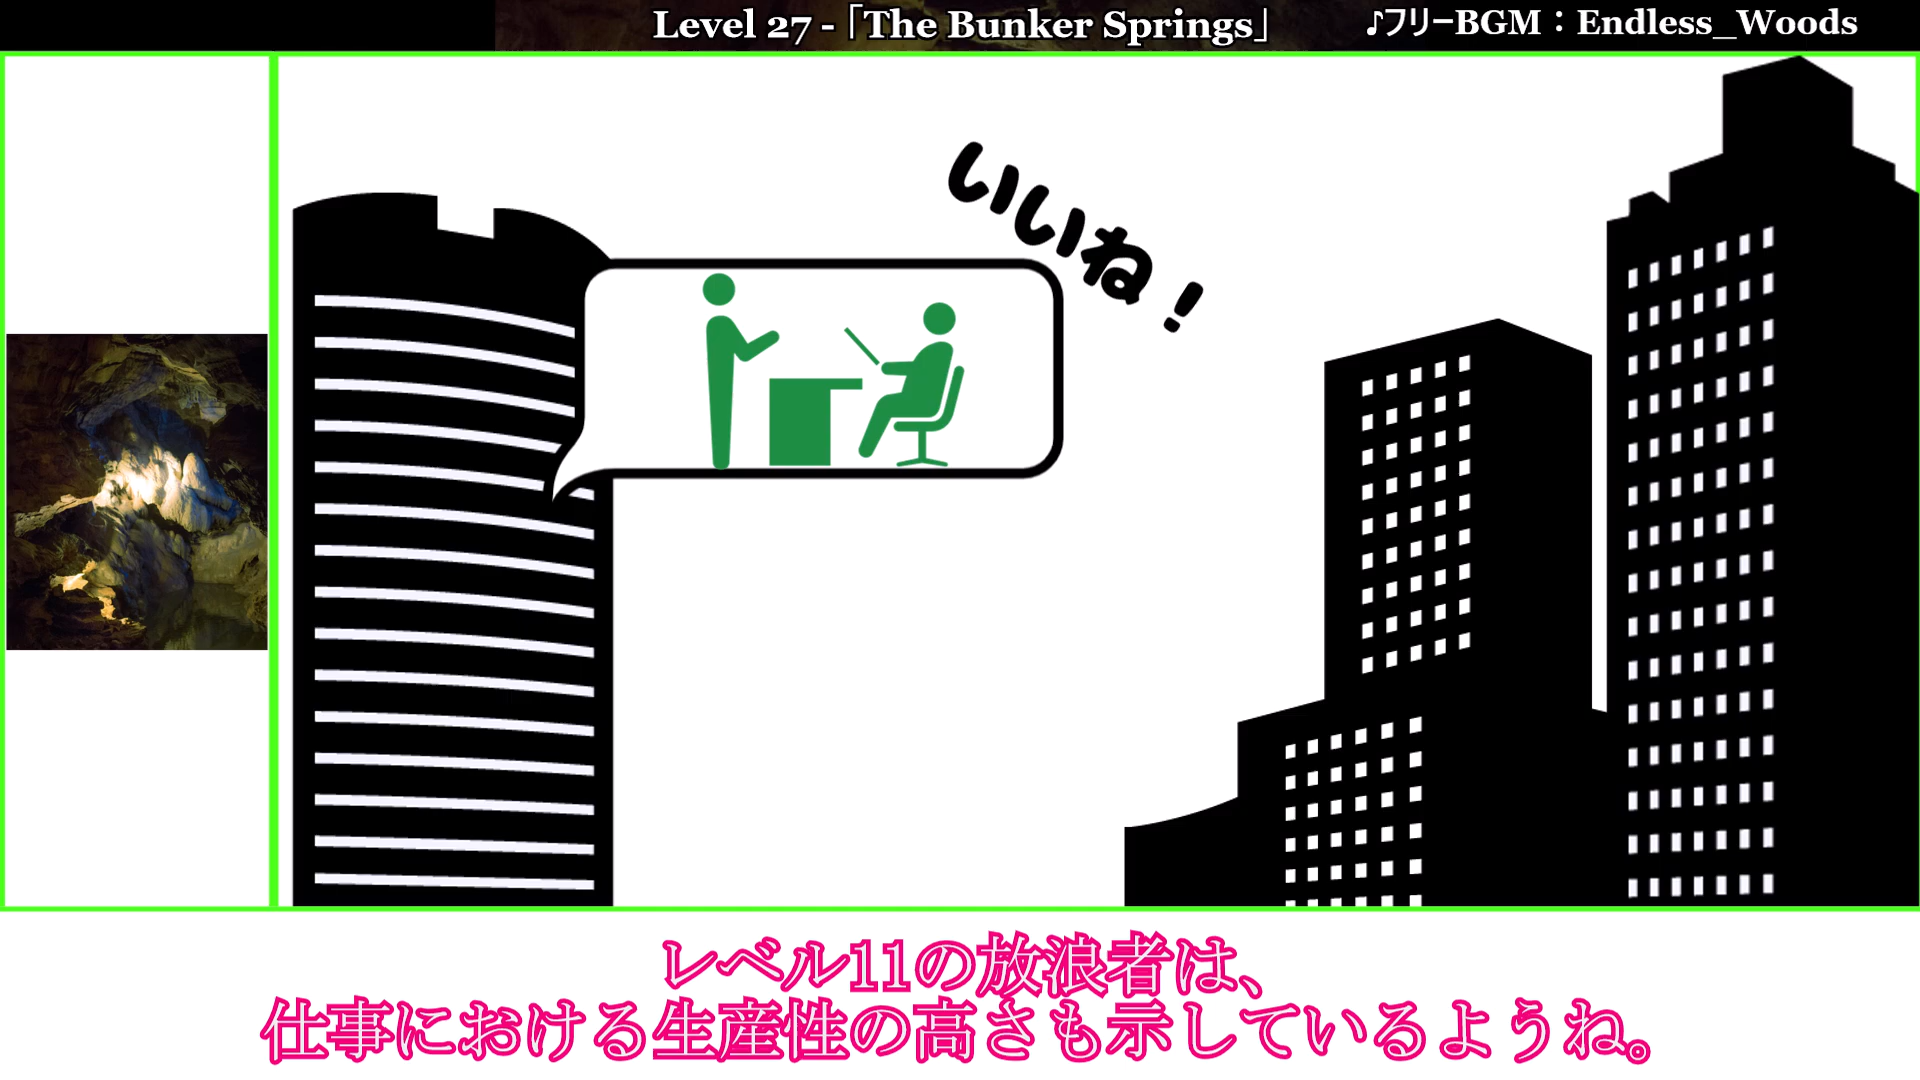 Level 27 -「The Bunker Springs」
♪フリーBGM：Endless_Woods
いいね！
レベル11の放浪者は、
仕事における生産性の高さも示しているようね。